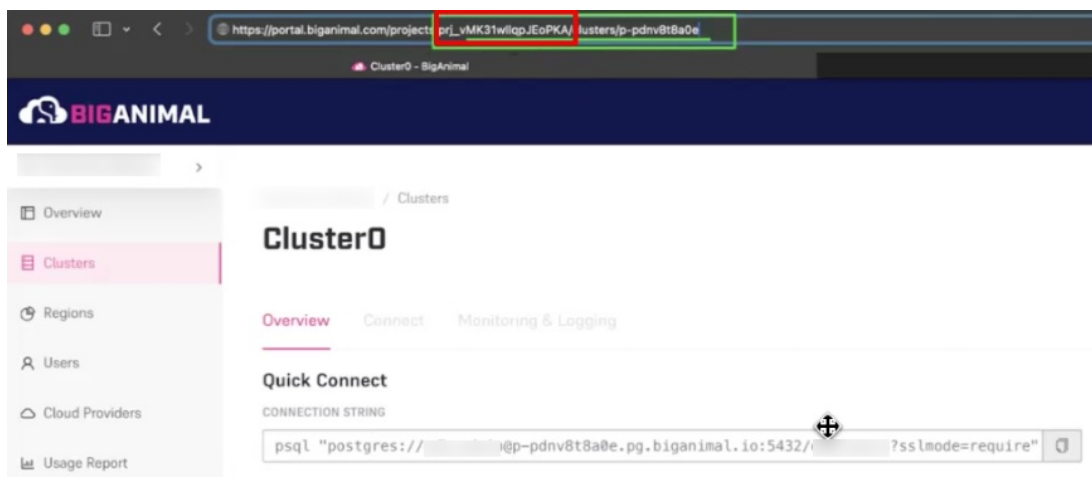 https://portal.biganimal.com/projects/prj_vMK31wIlqpJEoPKA/clusters/p-pdnv8t8a0e
Cluster0 - BigAnimal
BIGANIMAL
/ Clusters
Overview
Cluster0
Clusters
Regions
Overview Connect Monitoring & Logging
Users
Quick Connect
Cloud Providers
CONNECTION STRING
psql "postgres:// @p-pdnv8t8a0e.pg.biganimal.io:5432/ ?sslmode=require"
Usage Report